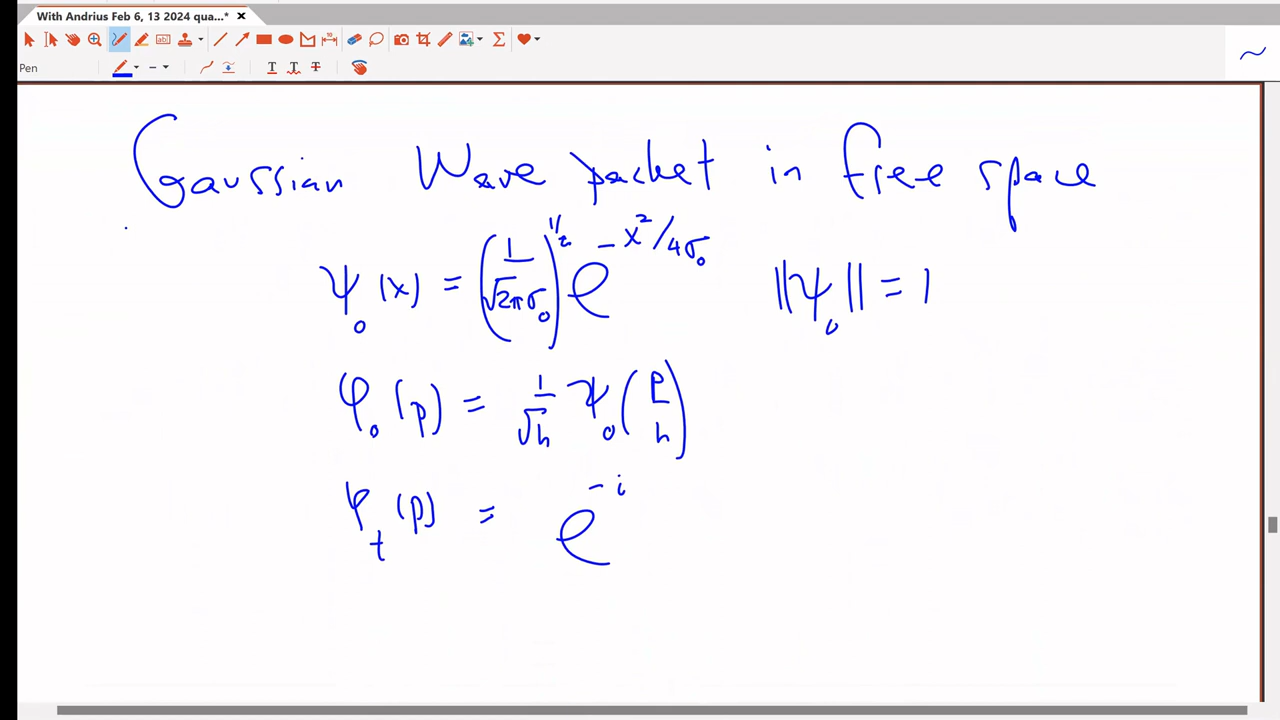 With Andrius Feb 6, 13 2024 qua...* ×
Pen
Gaussian Wave packet in free space
ψ₀(x) = (1/√2πσ₀)^1/2 e^-x²/4σ₀ ||ψ₀|| = 1
φ₀(p) = 1/√h ψ₀(p/h)
φₜ(p) = e^-i